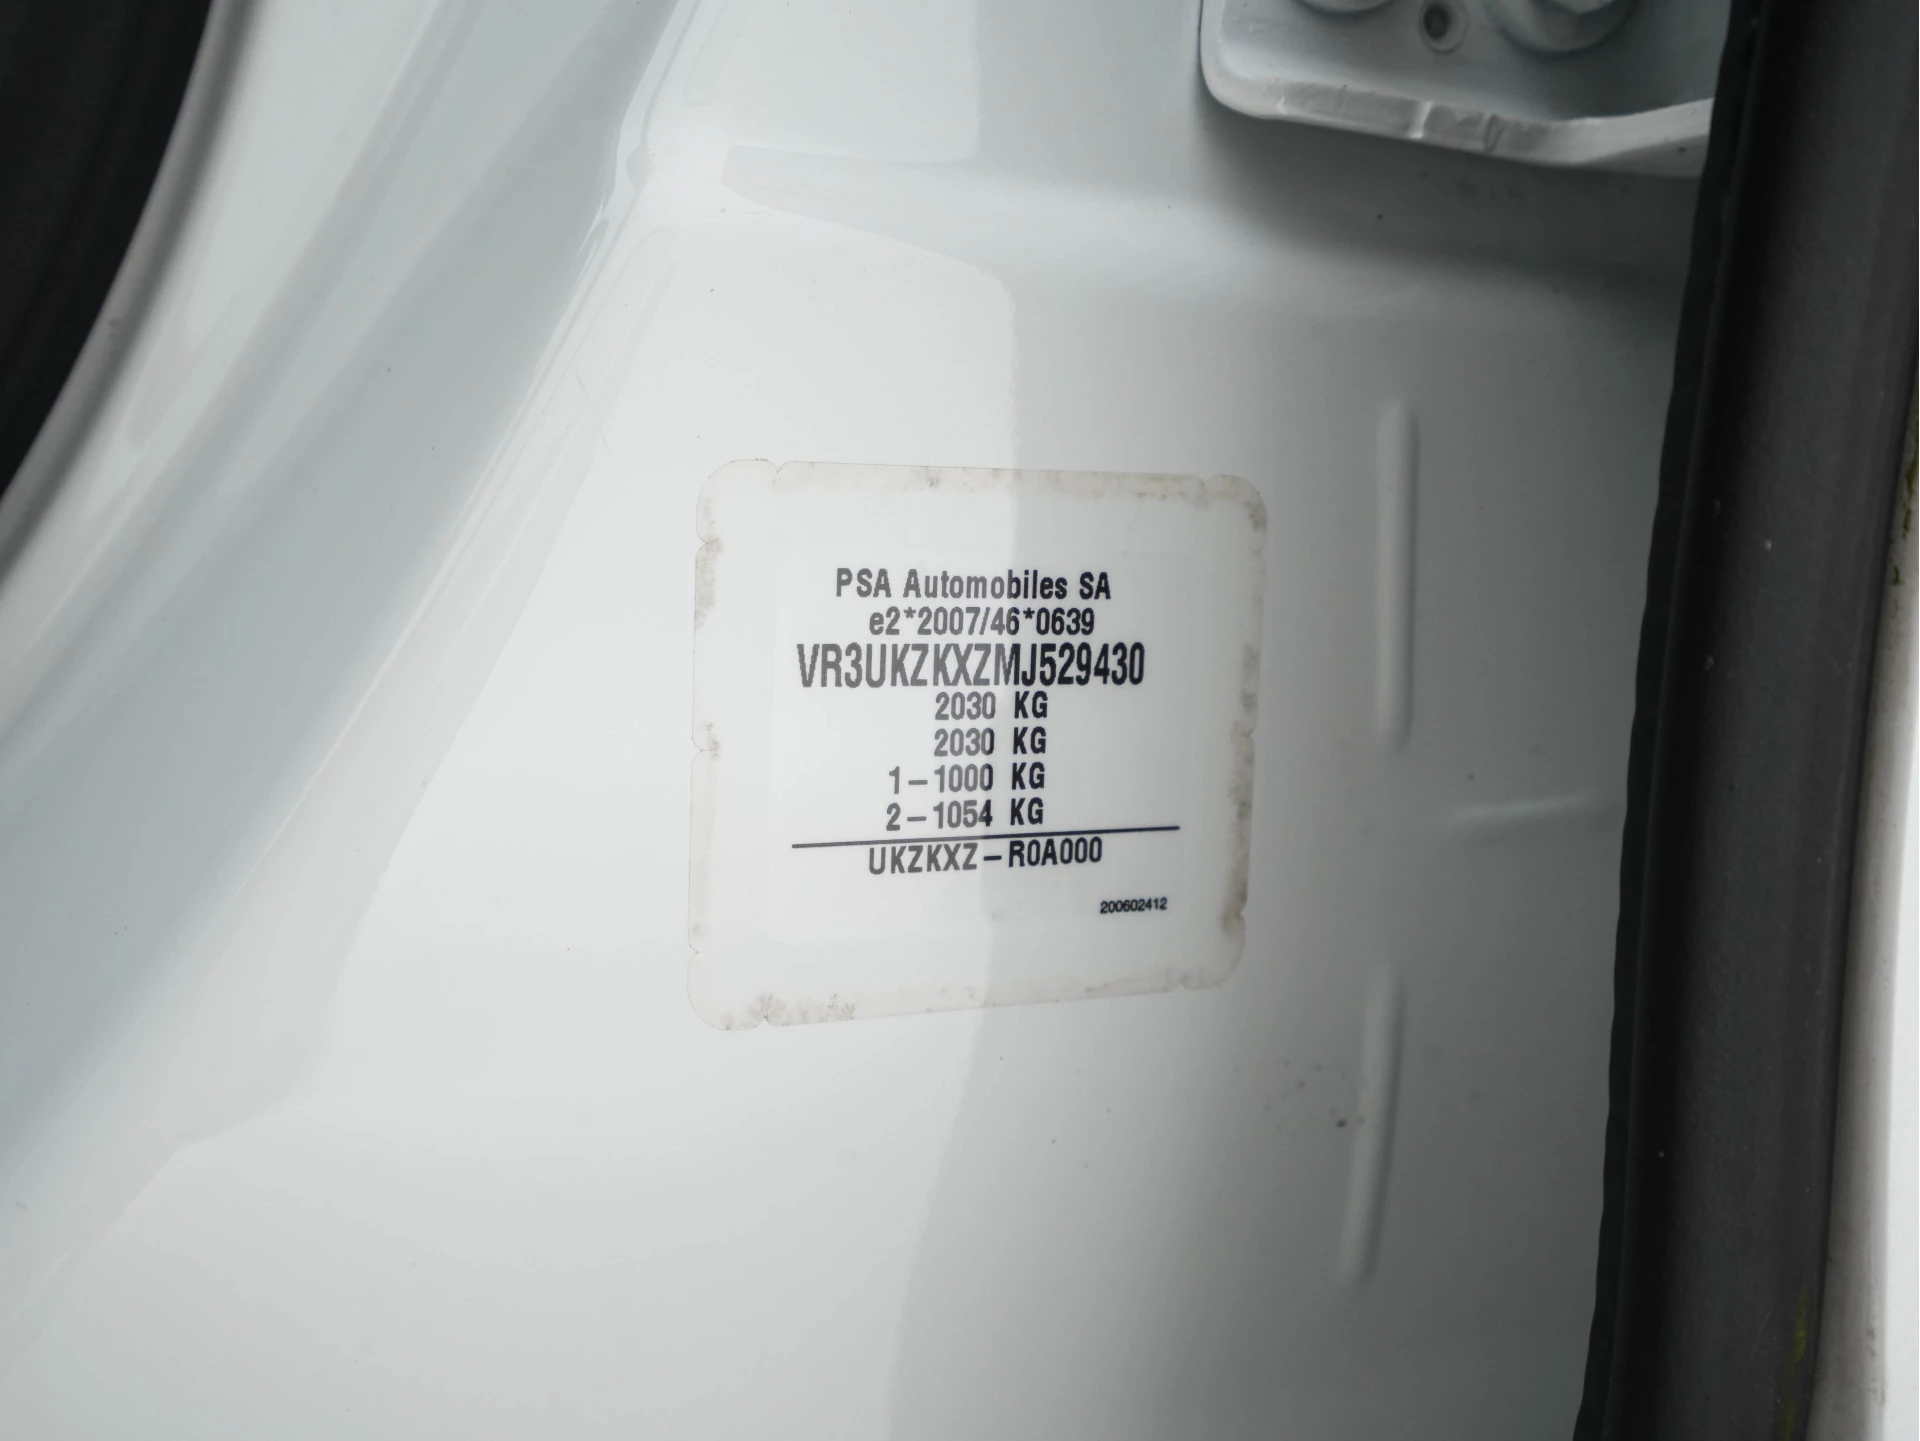 PSA Automobiles SA
e2*2007/46*0639
VR3UKZKXZMJ529430
2030 KG
2030 KG
1-1000 KG
2-1054 KG
UKZKXZ-R0A000
200602412